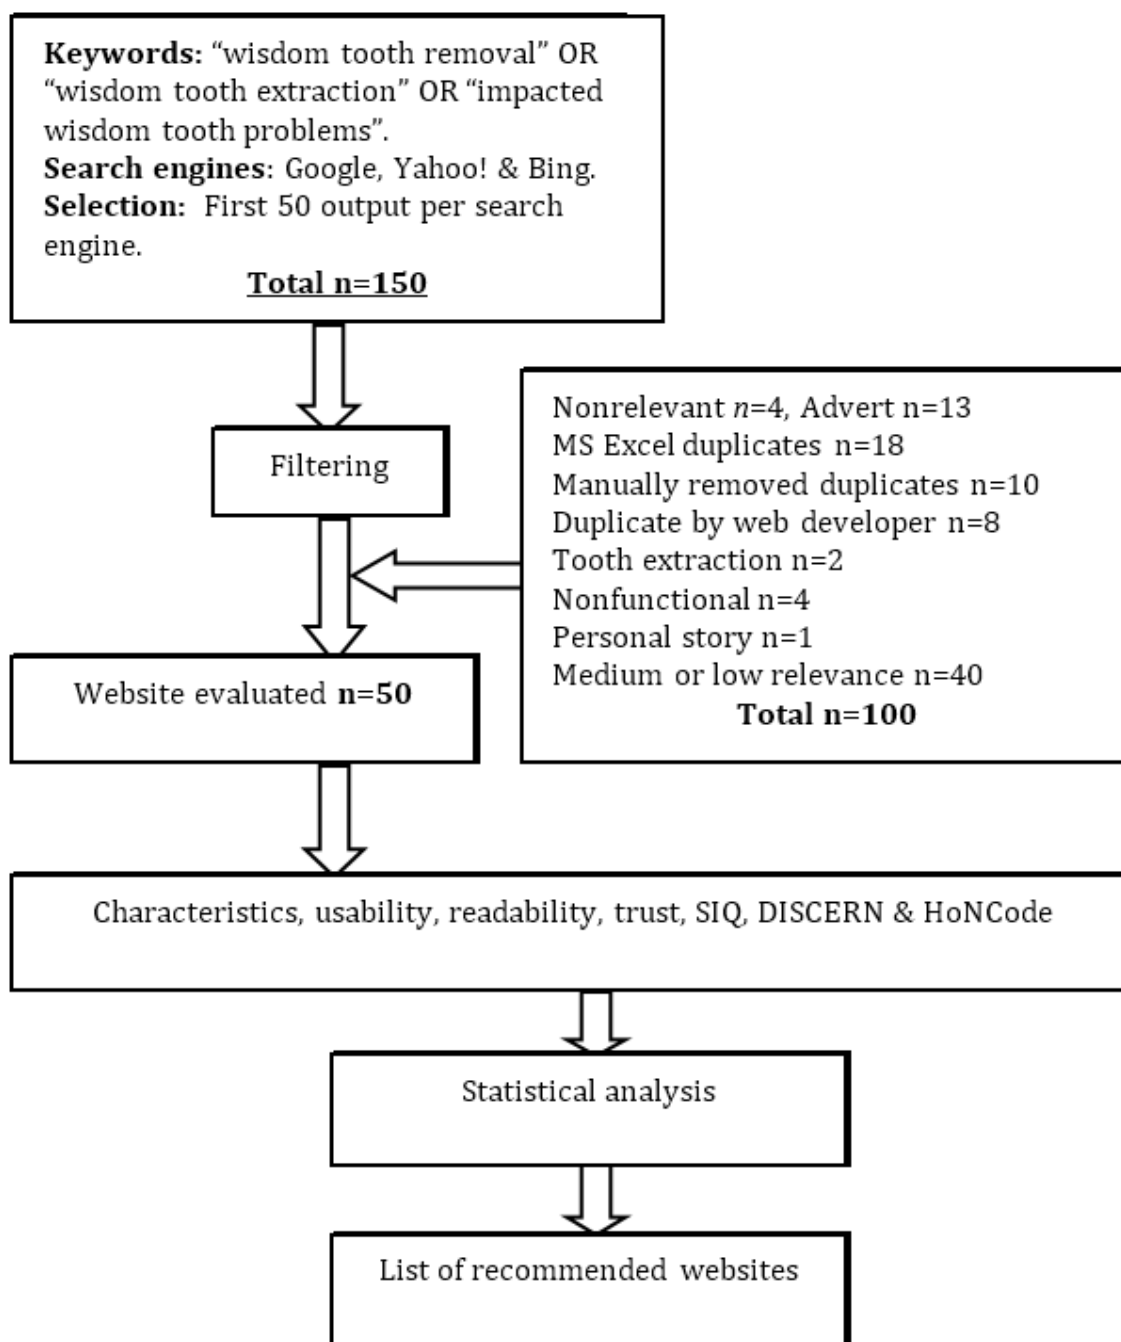 Keywords: “wisdom tooth removal” OR
“wisdom tooth extraction” OR “impacted
wisdom tooth problems”.
Search engines: Google, Yahoo! & Bing.
Selection: First 50 output per search
engine.
Total n=150
Filtering
Nonrelevant n=4, Advert n=13
MS Excel duplicates n=18
Manually removed duplicates n=10
Duplicate by web developer n=8
Tooth extraction n=2
Nonfunctional n=4
Personal story n=1
Medium or low relevance n=40
Total n=100
Website evaluated n=50
Characteristics, usability, readability, trust, SIQ, DISCERN & HoNCode
Statistical analysis
List of recommended websites